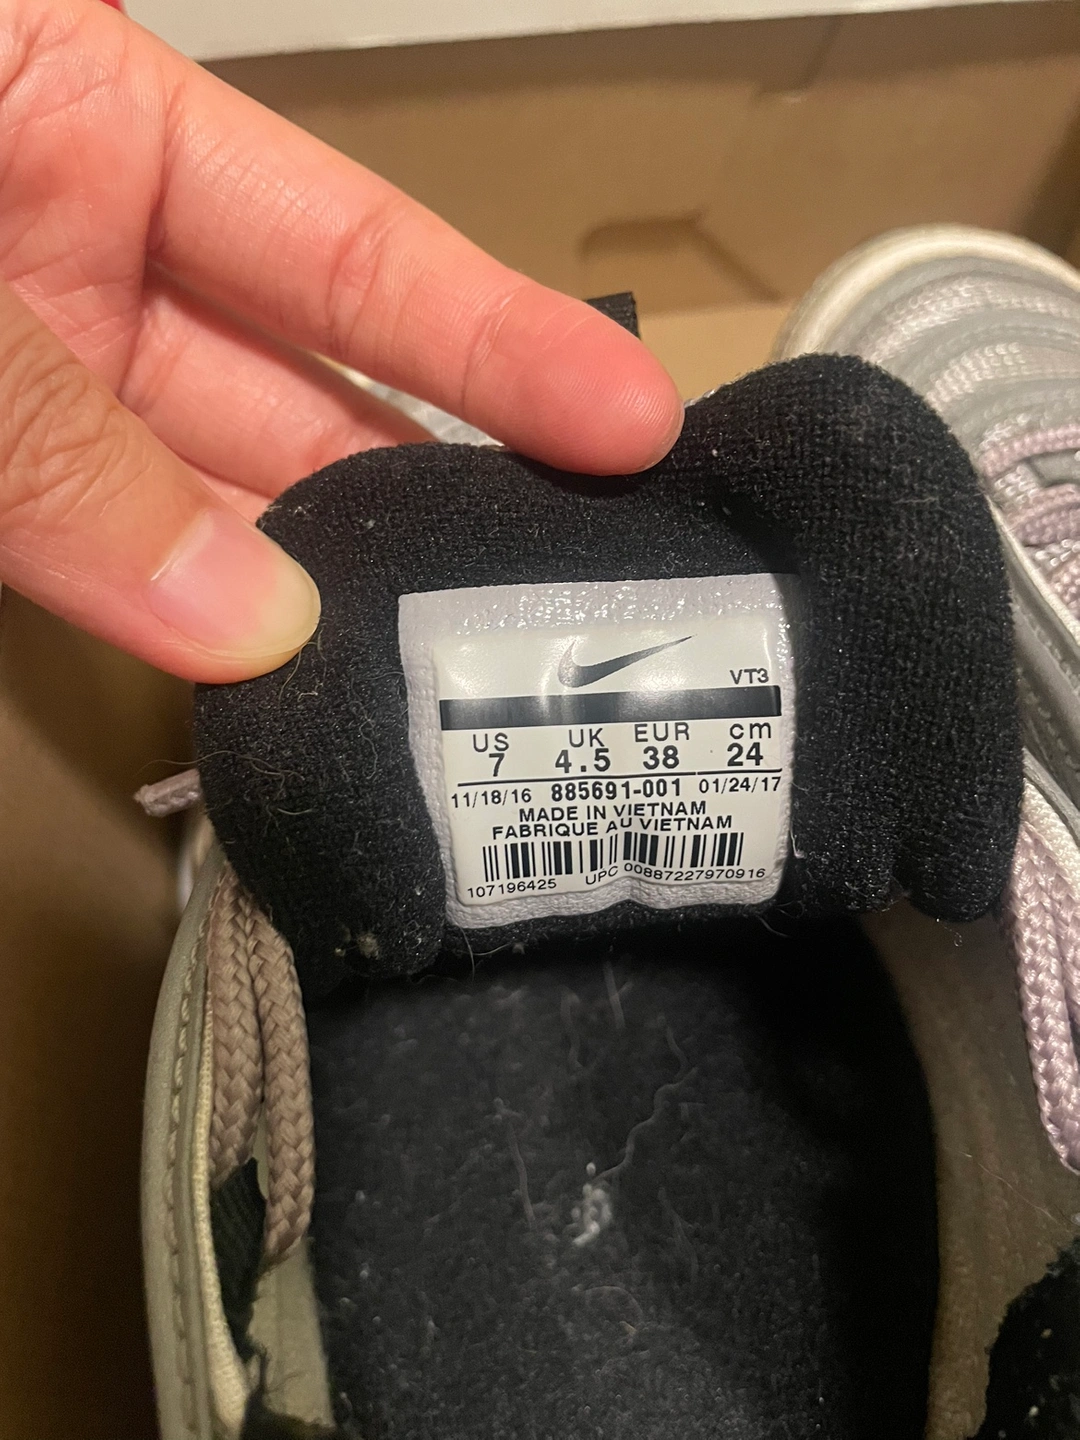 VT3
US UK EUR cm
7 4.5 38 24
11/18/16 885691-001 01/24/17
MADE IN VIETNAM
FABRIQUE AU VIETNAM
107196425 UPC 00887227970916